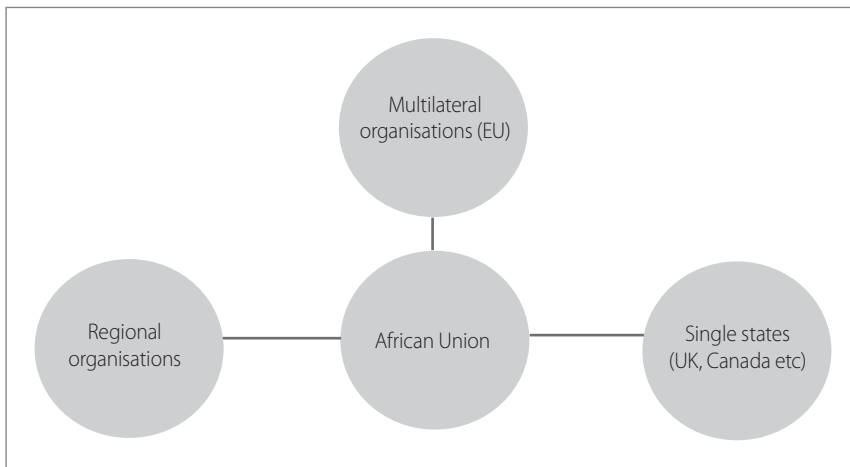 Multilateral
organisations (EU)
Regional
organisations
African Union
Single states
(UK, Canada etc)